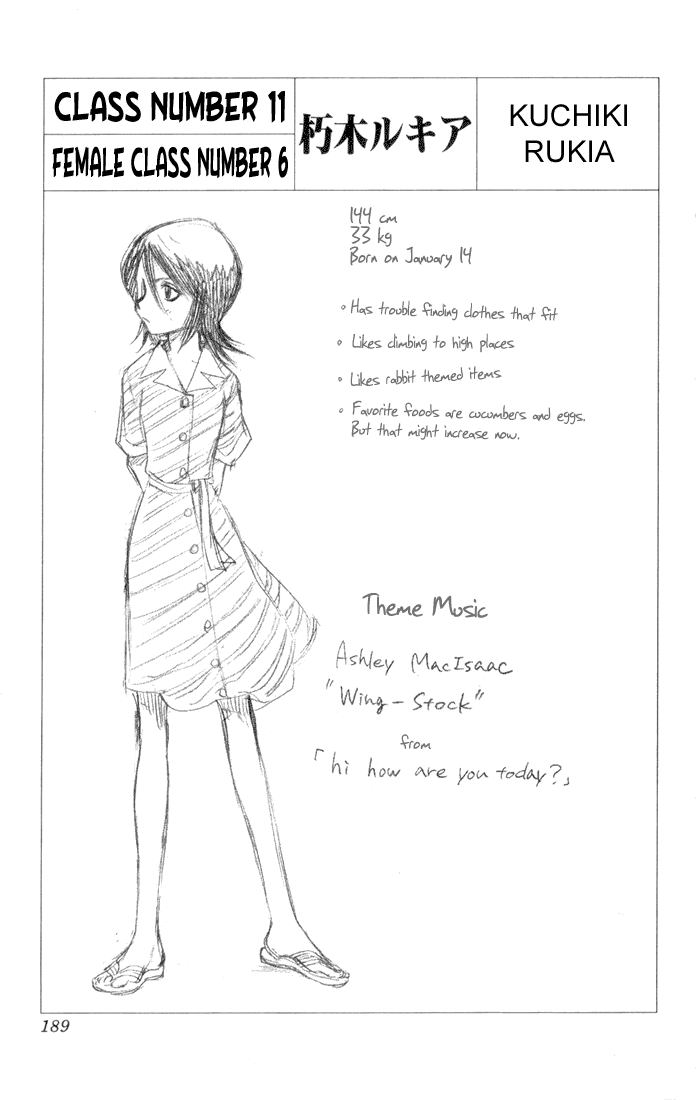 CLASS NUMBER 11
FEMALE CLASS NUMBER 6
朽木ルキア
KUCHIKI
RUKIA
144 cm
33 kg
Born on January 14
• Has trouble finding clothes that fit
• Likes climbing to high places
• Likes rabbit themed items
• Favorite foods are cucumbers and eggs.
But that might increase now.
Theme Music
Ashley MacIsaac
"Wing - Stock"
from
「hi how are you today?」
189